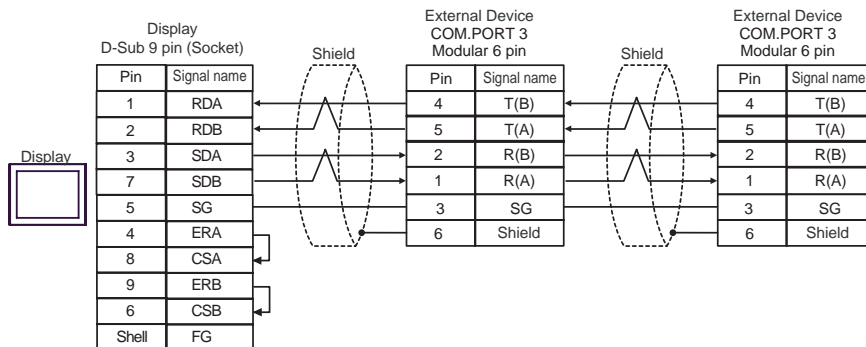 Display
D-Sub 9 pin (Socket)
Pin Signal name
1 RDA
2 RDB
3 SDA
7 SDB
5 SG
4 ERA
8 CSA
9 ERB
6 CSB
Shell FG
Display
Shield
External Device
COM.PORT 3
Modular 6 pin
Pin Signal name
4 T(B)
5 T(A)
2 R(B)
1 R(A)
3 SG
6 Shield
Shield
External Device
COM.PORT 3
Modular 6 pin
Pin Signal name
4 T(B)
5 T(A)
2 R(B)
1 R(A)
3 SG
6 Shield